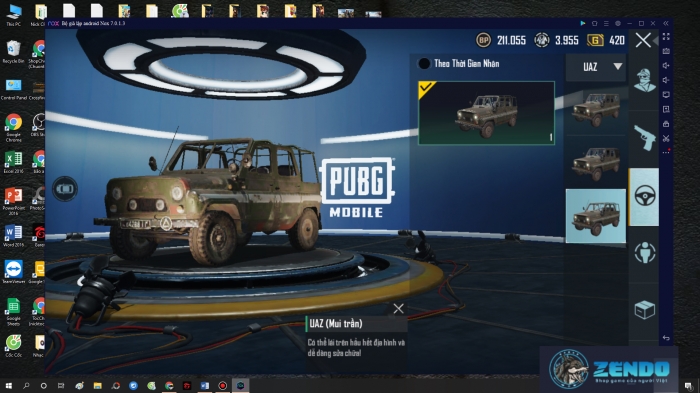 This PC
Recycle Bin
Control Panel
Google Chrome
Excel 2016
PowerPoint 2016
Word 2016
TeamViewer
Google Sheets
Cốc Cốc
nox Bộ giả lập android Nox 7.0.1.3
BP 211.055
3.955
G 420
Theo Thời Gian Nhận
UAZ
1
PUBG
MOBILE
UAZ (Mui trần)
Có thể lái trên hầu hết địa hình và
dễ dàng sửa chữa!
ZENDO
Shop game của người Việt